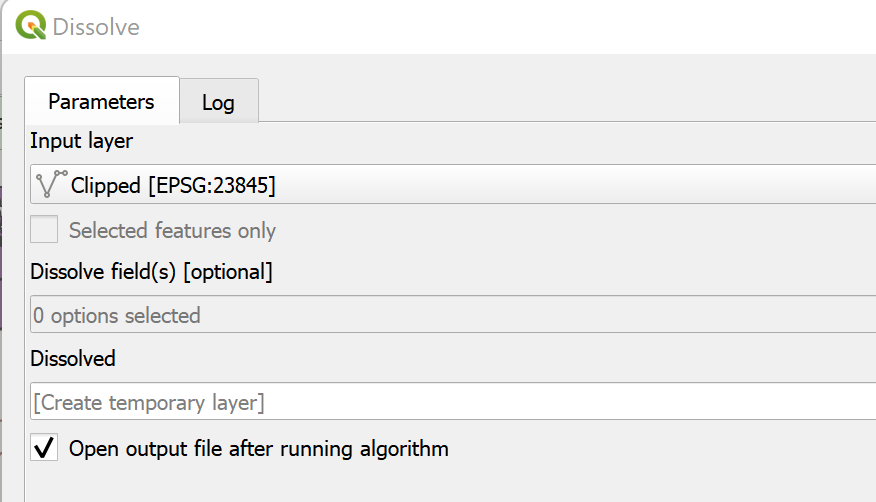 Dissolve
Parameters
Log
Input layer
Clipped [EPSG:23845]
Selected features only
Dissolve field(s) [optional]
0 options selected
Dissolved
[Create temporary layer]
Open output file after running algorithm